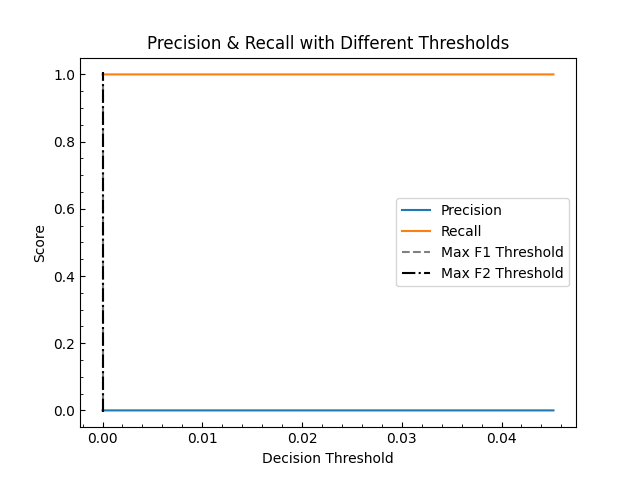 Precision & Recall with Different Thresholds
1.0
0.8
0.6
0.4
0.2
0.0
Score
Precision
Recall
Max F1 Threshold
Max F2 Threshold
0.00 0.01 0.02 0.03 0.04
Decision Threshold